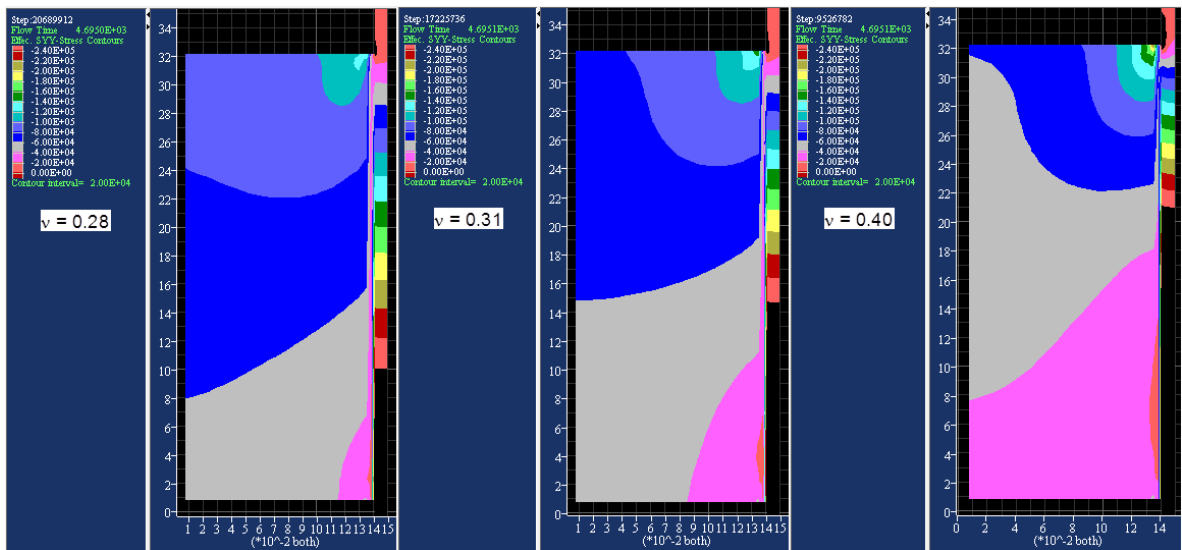 Step:20689912
Flow Time 4.6950E+03
Effec. SYY-Stress Contours
-2.40E+05
-2.20E+05
-2.00E+05
-1.80E+05
-1.60E+05
-1.40E+05
-1.20E+05
-1.00E+05
-8.00E+04
-6.00E+04
-4.00E+04
-2.00E+04
0.00E+00
Contour interval= 2.00E+04
ν = 0.28
34
32
30
28
26
24
22
20
18
16
14
12
10
8
6
4
2
0
1 2 3 4 5 6 7 8 9 10 11 12 13 14 15
(*10^-2 both)
Step:17225736
Flow Time 4.6951E+03
Effec. SYY-Stress Contours
-2.40E+05
-2.20E+05
-2.00E+05
-1.80E+05
-1.60E+05
-1.40E+05
-1.20E+05
-1.00E+05
-8.00E+04
-6.00E+04
-4.00E+04
-2.00E+04
0.00E+00
Contour interval= 2.00E+04
ν = 0.31
34
32
30
28
26
24
22
20
18
16
14
12
10
8
6
4
2
0
1 2 3 4 5 6 7 8 9 10 11 12 13 14 15
(*10^-2 both)
Step:9526782
Flow Time 4.6951E+03
Effec. SYY-Stress Contours
-2.40E+05
-2.20E+05
-2.00E+05
-1.80E+05
-1.60E+05
-1.40E+05
-1.20E+05
-1.00E+05
-8.00E+04
-6.00E+04
-4.00E+04
-2.00E+04
0.00E+00
Contour interval= 2.00E+04
ν = 0.40
34
32
30
28
26
24
22
20
18
16
14
12
10
8
6
4
2
0
0 2 4 6 8 10 12 14
(*10^-2 both)